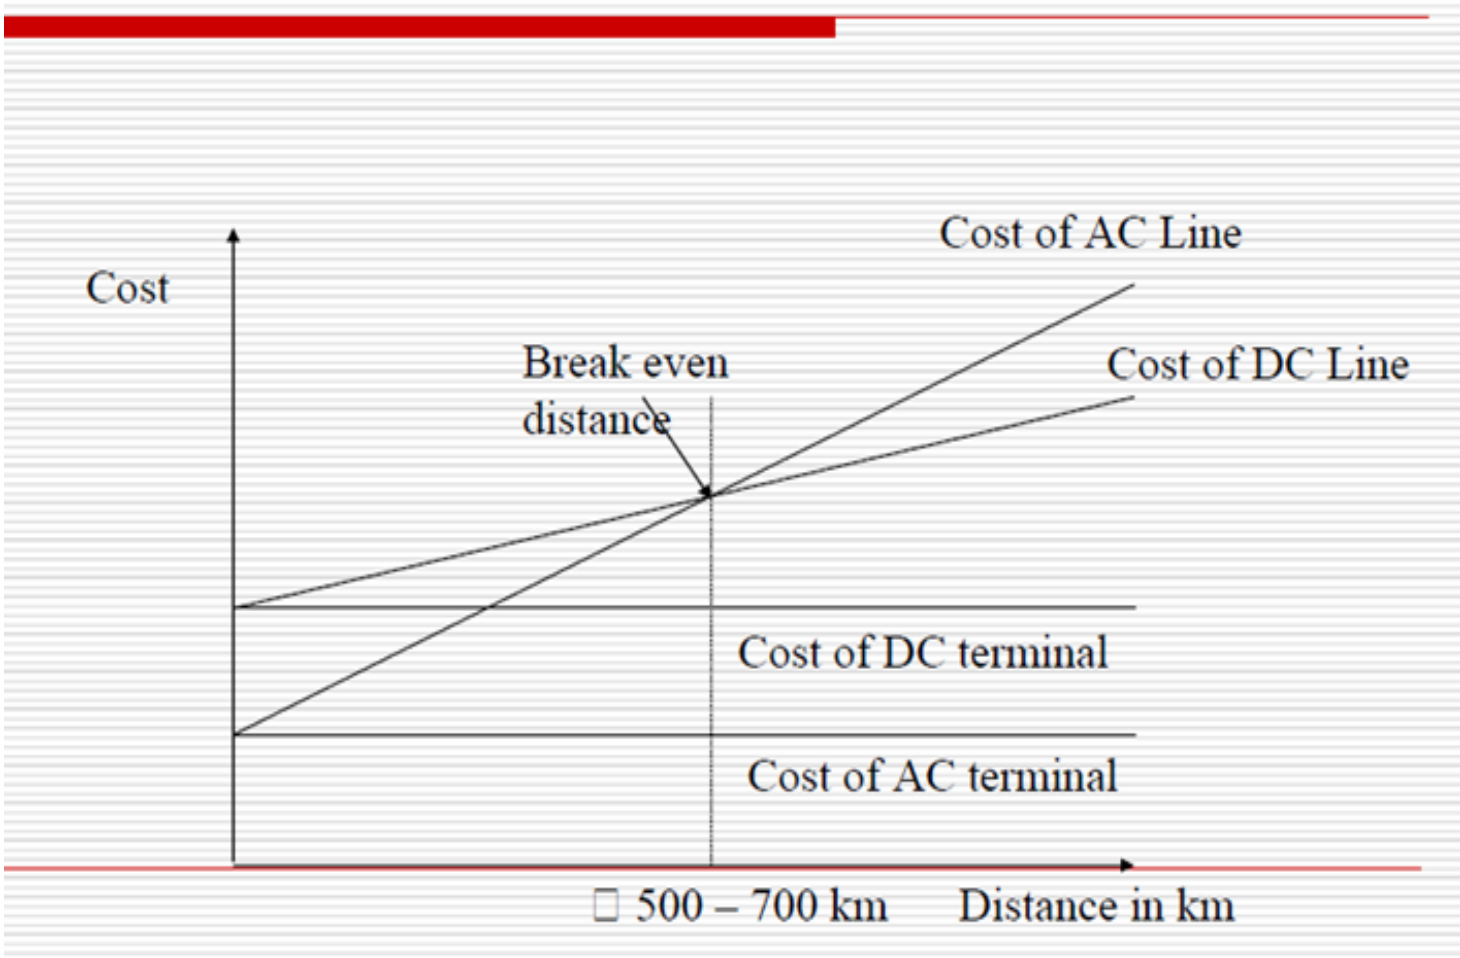 Cost of AC Line
Cost
Break even
distance
Cost of DC Line
Cost of DC terminal
Cost of AC terminal
□ 500 – 700 km
Distance in km